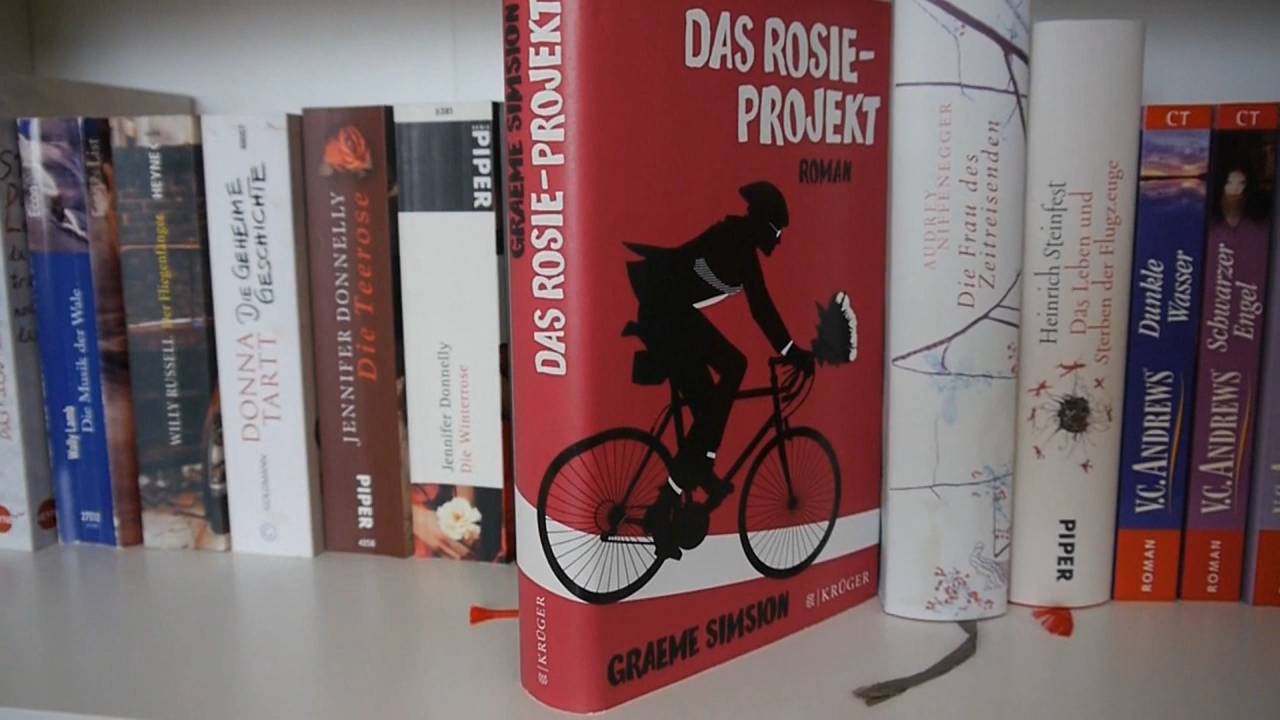 Wally Lamb
Die Musik der Wale
HEYNE
WILLY RUSSELL Der Fliegenfänger
DONNA
TARTT
DIE GEHEIME
GESCHICHTE
GOLDMANN
JENNIFER DONNELLY
Die Teerose
PIPER
SERIE
PIPER
Jennifer Donnelly
Die Winterrose
GRAEME SIMSION
DAS ROSIE-PROJEKT
KRÜGER
DAS ROSIE-
PROJEKT
ROMAN
GRAEME SIMSION
KRÜGER
AUDREY
NIFFENEGGER
Die Frau des
Zeitreisenden
Heinrich Steinfest
Das Leben und
Sterben der Flugzeuge
PIPER
CT
Dunkle
Wasser
V.C. ANDREWS
ROMAN
CT
Schwarzer
Engel
V.C. ANDREWS
ROMAN